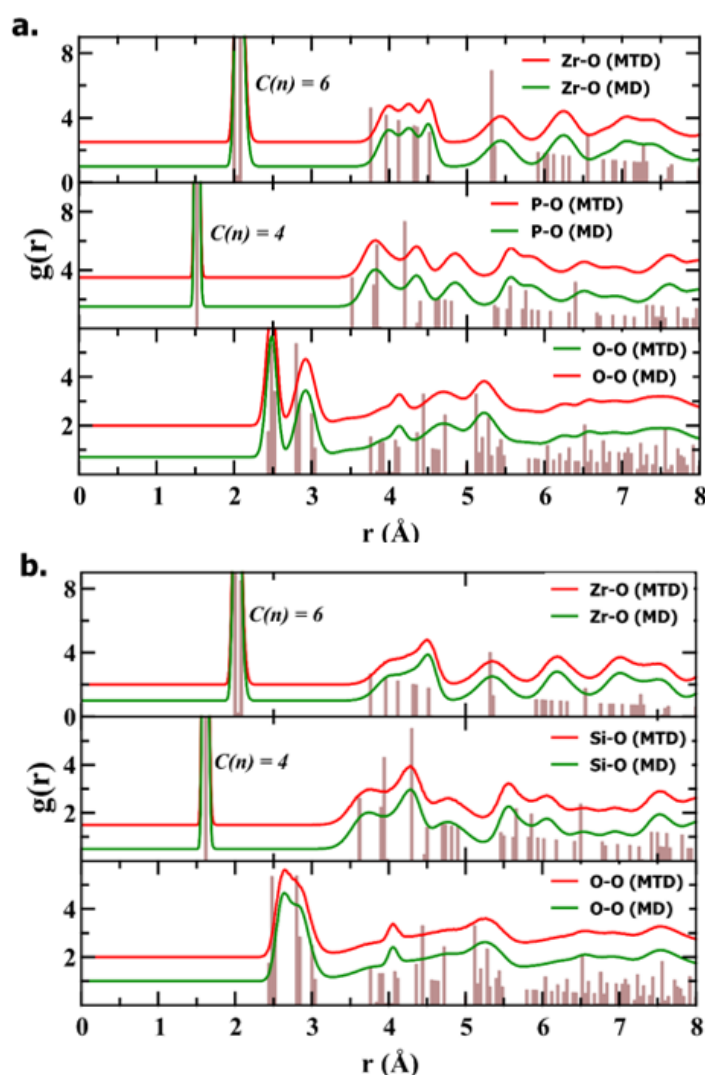 a.
8
4
0
C(n) = 6
Zr-O (MTD)
Zr-O (MD)
8
4
g(r)
C(n) = 4
P-O (MTD)
P-O (MD)
4
2
O-O (MTD)
O-O (MD)
0 1 2 3 4 5 6 7 8
r (Å)
b.
8
4
0
C(n) = 6
Zr-O (MTD)
Zr-O (MD)
4
2
g(r)
C(n) = 4
Si-O (MTD)
Si-O (MD)
4
2
O-O (MTD)
O-O (MD)
0 1 2 3 4 5 6 7 8
r (Å)